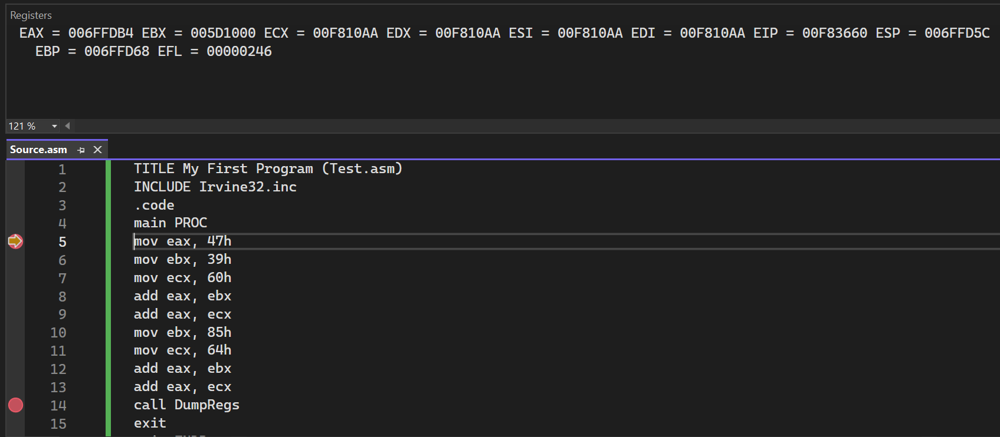 Registers
EAX = 006FFDB4 EBX = 005D1000 ECX = 00F810AA EDX = 00F810AA ESI = 00F810AA EDI = 00F810AA EIP = 00F83660 ESP = 006FFD5C
EBP = 006FFD68 EFL = 00000246
121 %
Source.asm
1 TITLE My First Program (Test.asm)
2 INCLUDE Irvine32.inc
3 .code
4 main PROC
5 mov eax, 47h
6 mov ebx, 39h
7 mov ecx, 60h
8 add eax, ebx
9 add eax, ecx
10 mov ebx, 85h
11 mov ecx, 64h
12 add eax, ebx
13 add eax, ecx
14 call DumpRegs
15 exit